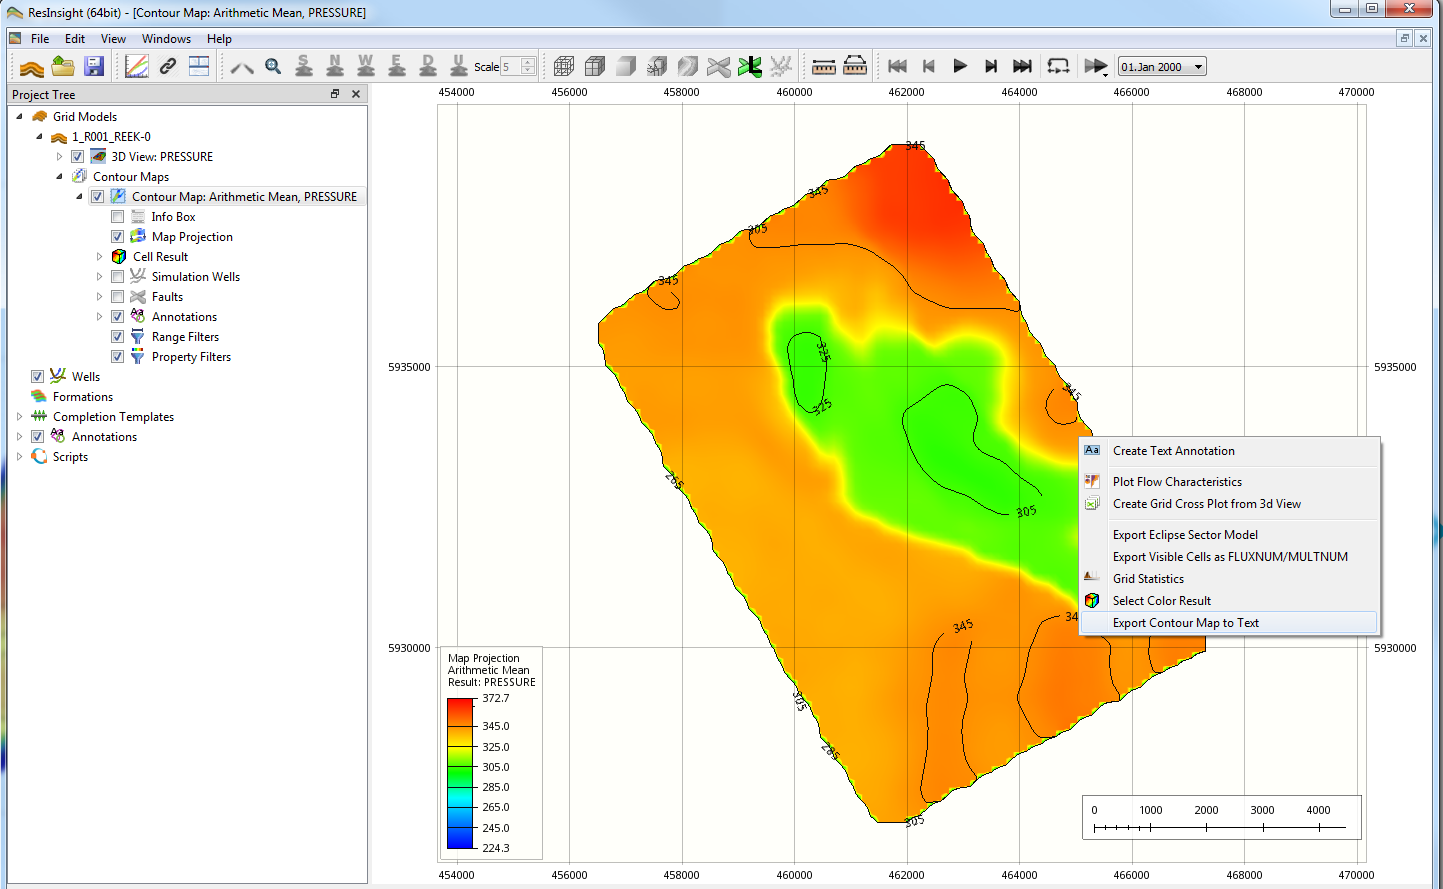 ResInsight (64bit) - [Contour Map: Arithmetic Mean, PRESSURE]
File Edit View Windows Help
S N W E D U Scale 5 01.Jan 2000
Project Tree
Grid Models
1_R001_REEK-0
3D View: PRESSURE
Contour Maps
Contour Map: Arithmetic Mean, PRESSURE
Info Box
Map Projection
Cell Result
Simulation Wells
Faults
Annotations
Range Filters
Property Filters
Wells
Formations
Completion Templates
Annotations
Scripts
454000 456000 458000 460000 462000 464000 466000 468000 470000
345
345
305
345
325
5935000 5935000
345
325
Aa Create Text Annotation
265
Plot Flow Characteristics
Create Grid Cross Plot from 3d View
305
Export Eclipse Sector Model
Export Visible Cells as FLUXNUM/MULTNUM
Grid Statistics
Select Color Result
Export Contour Map to Text
345
34
5930000 5930000
Map Projection
Arithmetic Mean
Result: PRESSURE
372.7
345.0
325.0
305.0
285.0
265.0
245.0
224.3
305
285
305
0 1000 2000 3000 4000
454000 456000 458000 460000 462000 464000 466000 468000 470000